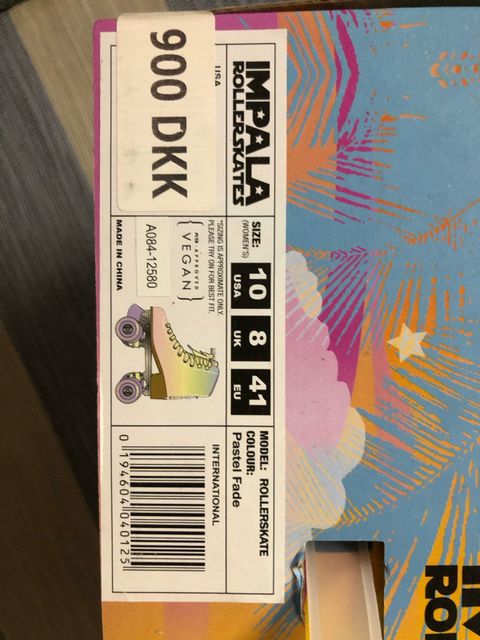 900 DKK
USA
IMPALA
ROLLERSKATES
SIZE:
(WOMEN'S)
10
USA
8
UK
41
EU
*SIZING IS APPROXIMATE ONLY.
PLEASE TRY ON FOR BEST FIT.
VEGAN
A084-12580
MADE IN CHINA
MODEL: ROLLERSKATE
COLOUR:
Pastel Fade
INTERNATIONAL
0 194604 040125